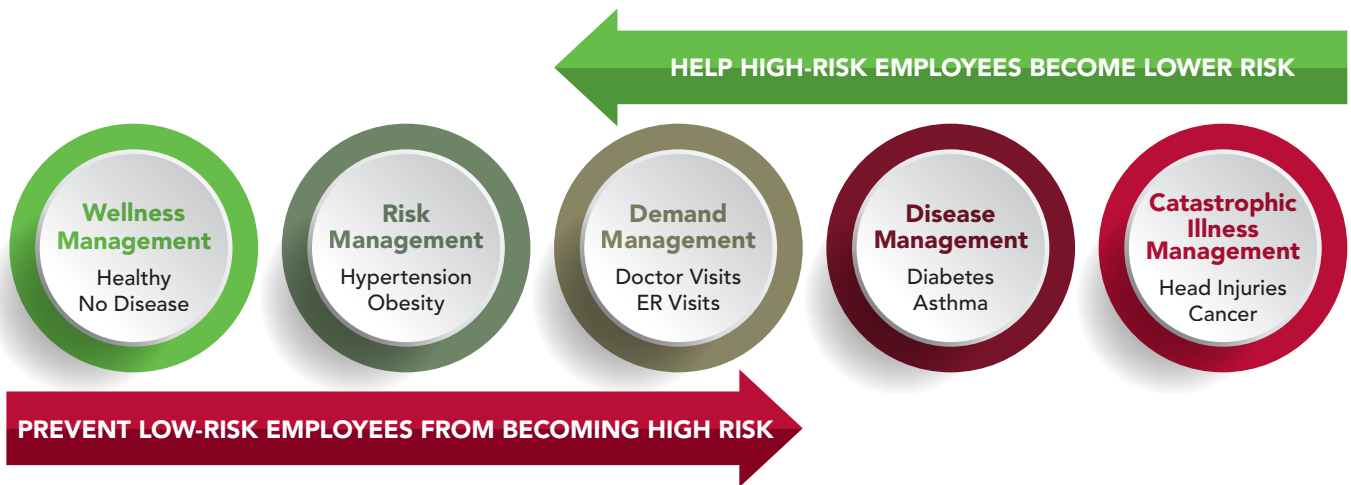 HELP HIGH-RISK EMPLOYEES BECOME LOWER RISK
Wellness
Management
Healthy
No Disease
Risk
Management
Hypertension
Obesity
Demand
Management
Doctor Visits
ER Visits
Disease
Management
Diabetes
Asthma
Catastrophic
Illness
Management
Head Injuries
Cancer
PREVENT LOW-RISK EMPLOYEES FROM BECOMING HIGH RISK